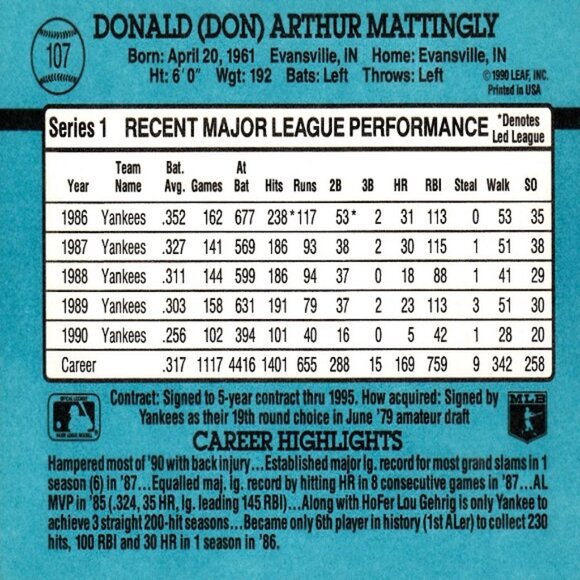 107
DONALD (DON) ARTHUR MATTINGLY
Born: April 20, 1961 Evansville, IN Home: Evansville, IN
Ht: 6´ 0˝ Wgt: 192 Bats: Left Throws: Left
©1990 LEAF, INC.
Printed in USA
Series 1 RECENT MAJOR LEAGUE PERFORMANCE *Denotes
Led League
Team Bat. At
Year Name Avg. Games Bat Hits Runs 2B 3B HR RBI Steal Walk SO
1986 Yankees .352 162 677 238* 117 53* 2 31 113 0 53 35
1987 Yankees .327 141 569 186 93 38 2 30 115 1 51 38
1988 Yankees .311 144 599 186 94 37 0 18 88 1 41 29
1989 Yankees .303 158 631 191 79 37 2 23 113 3 51 30
1990 Yankees .256 102 394 101 40 16 0 5 42 1 28 20
Career .317 1117 4416 1401 655 288 15 169 759 9 342 258
Contract: Signed to 5-year contract thru 1995. How acquired: Signed by
Yankees as their 19th round choice in June ´79 amateur draft
MLB
CAREER HIGHLIGHTS
Hampered most of '90 with back injury...Established major lg. record for most grand slams in 1
season (6) in '87...Equalled maj. ig. record by hitting HR in 8 consecutive games in '87...AL
MVP in '85 (.324, 35 HR, lg. leading 145 RBI)...Along with HoFer Lou Gehrig is only Yankee to
achieve 3 straight 200-hit seasons...Became only 6th player in history (1st ALer) to collect 230
hits, 100 RBI and 30 HR in 1 season in '86.